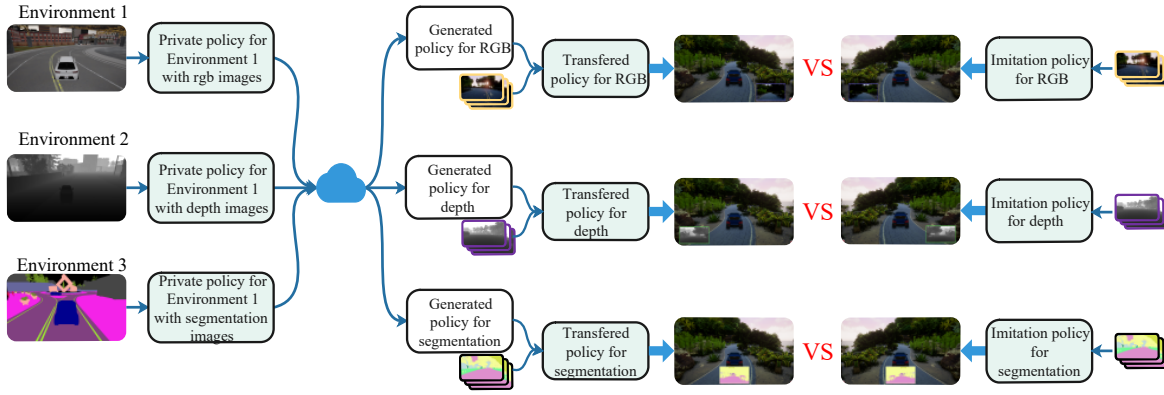 Environment 1
Private policy for
Environment 1
with rgb images
Environment 2
Private policy for
Environment 1
with depth images
Environment 3
Private policy for
Environment 1
with segmentation
images
Generated
policy for RGB
Transfered
policy for RGB
VS
Imitation policy
for RGB
Generated
policy for
depth
Transfered
policy for
depth
VS
Imitation policy
for depth
Generated
policy for
segmentation
Transfered
policy for
segmentation
VS
Imitation policy
for
segmentation